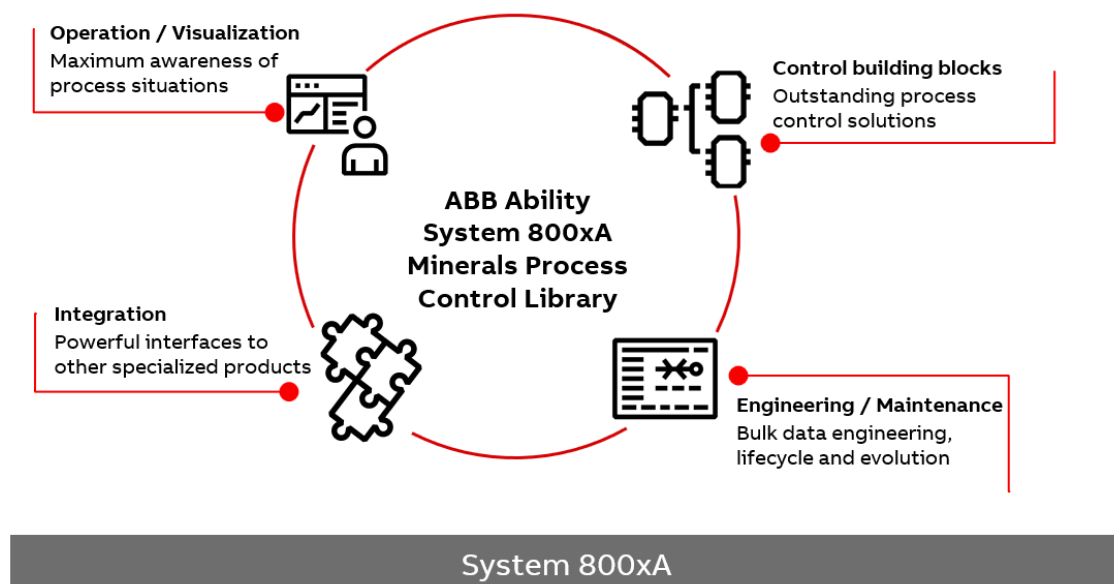 Operation / Visualization
Maximum awareness of
process situations
Control building blocks
Outstanding process
control solutions
ABB Ability
System 800xA
Minerals Process
Control Library
Integration
Powerful interfaces to
other specialized products
Engineering / Maintenance
Bulk data engineering,
lifecycle and evolution
System 800xA